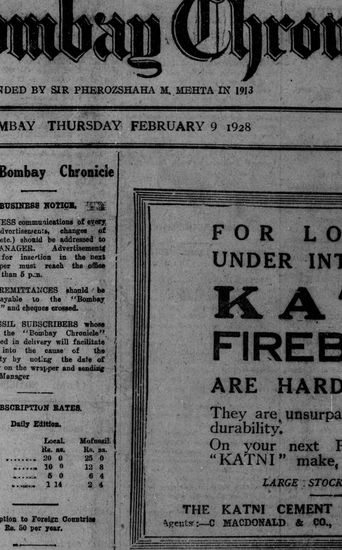 ombay Chron
NDED BY SIR PHEROZSHAHA M. MEHTA IN 1913
MBAY THURSDAY FEBRUARY 9 1928
Bombay Chronicle
BUSINESS NOTICE.
ESS communications of every
dvertisements, changes of
etc.) should be addressed to
ANAGER. Advertisements
for insertion in the next
per must reach the office
than 5 p.m.
REMITTANCES should be
ayable to the "Bombay
" and cheques crossed.
SSIL SUBSCRIBERS whose
the "Bombay Chronicle"
ed in delivery will facilitate
into the cause of the
ty by noting the date of
on the wrapper and sending
Manager
BSCRIPTION RATES.
Daily Edition.
Local. Mofussil.
Rs. as. Rs. as.
20 0 25 0
10 0 12 8
5 0 6 4
1 14 2 4
ption to Foreign Countries
Rs. 50 per year.
FOR LO
UNDER INT
KA
FIREB
ARE HARD
They are unsurpa
durability.
On your next F
"KATNI" make,
LARGE STOCK
THE KATNI CEMENT
Agents:—C MACDONALD & CO.,